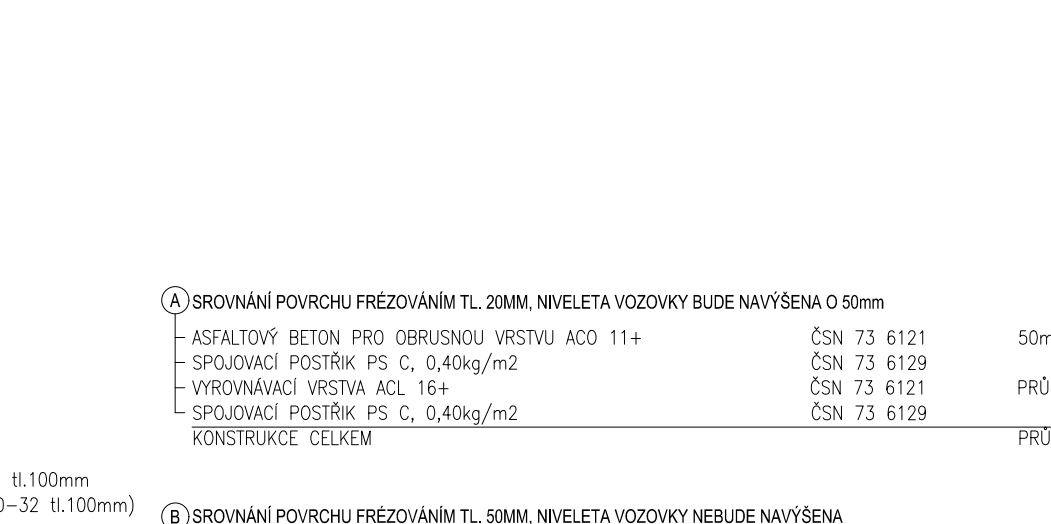 A SROVNÁNÍ POVRCHU FRÉZOVÁNÍM TL. 20MM, NIVELETA VOZOVKY BUDE NAVÝŠENA O 50mm
ASFALTOVÝ BETON PRO OBRUSNOU VRSTVU ACO 11+ ČSN 73 6121
SPOJOVACÍ POSTŘIK PS C, 0,40kg/m2 ČSN 73 6129
VYROVNÁVACÍ VRSTVA ACL 16+ ČSN 73 6121
SPOJOVACÍ POSTŘIK PS C, 0,40kg/m2 ČSN 73 6129
KONSTRUKCE CELKEM
tl.100mm
0-32 tl.100mm)
B SROVNÁNÍ POVRCHU FRÉZOVÁNÍM TL. 50MM, NIVELETA VOZOVKY NEBUDE NAVÝŠENA